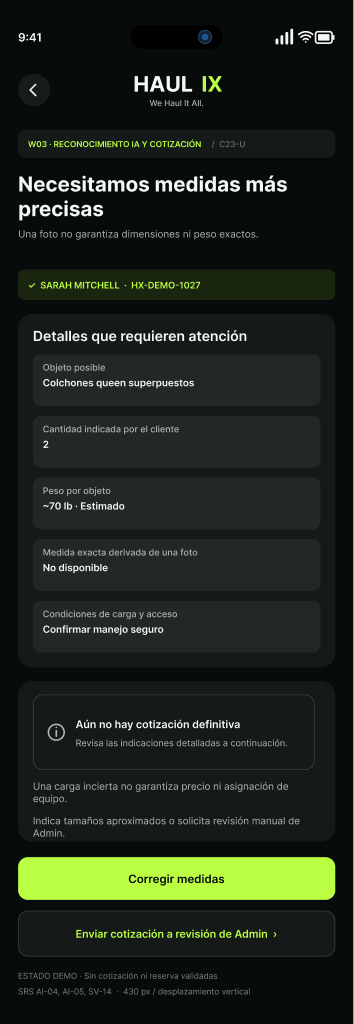 9:41
HAUL IX
We Haul It All.
W03 · RECONOCIMIENTO IA Y COTIZACIÓN / C23-U
Necesitamos medidas más
precisas
Una foto no garantiza dimensiones ni peso exactos.
✓ SARAH MITCHELL · HX-DEMO-1027
Detalles que requieren atención
Objeto posible
Colchones queen superpuestos
Cantidad indicada por el cliente
2
Peso por objeto
~70 lb · Estimado
Medida exacta derivada de una foto
No disponible
Condiciones de carga y acceso
Confirmar manejo seguro
Aún no hay cotización definitiva
Revisa las indicaciones detalladas a continuación.
Una carga incierta no garantiza precio ni asignación de
equipo.
Indica tamaños aproximados o solicita revisión manual de
Admin.
Corregir medidas
Enviar cotización a revisión de Admin ›
ESTADO DEMO · Sin cotización ni reserva validadas
SRS AI-04, AI-05, SV-14 · 430 px / desplazamiento vertical